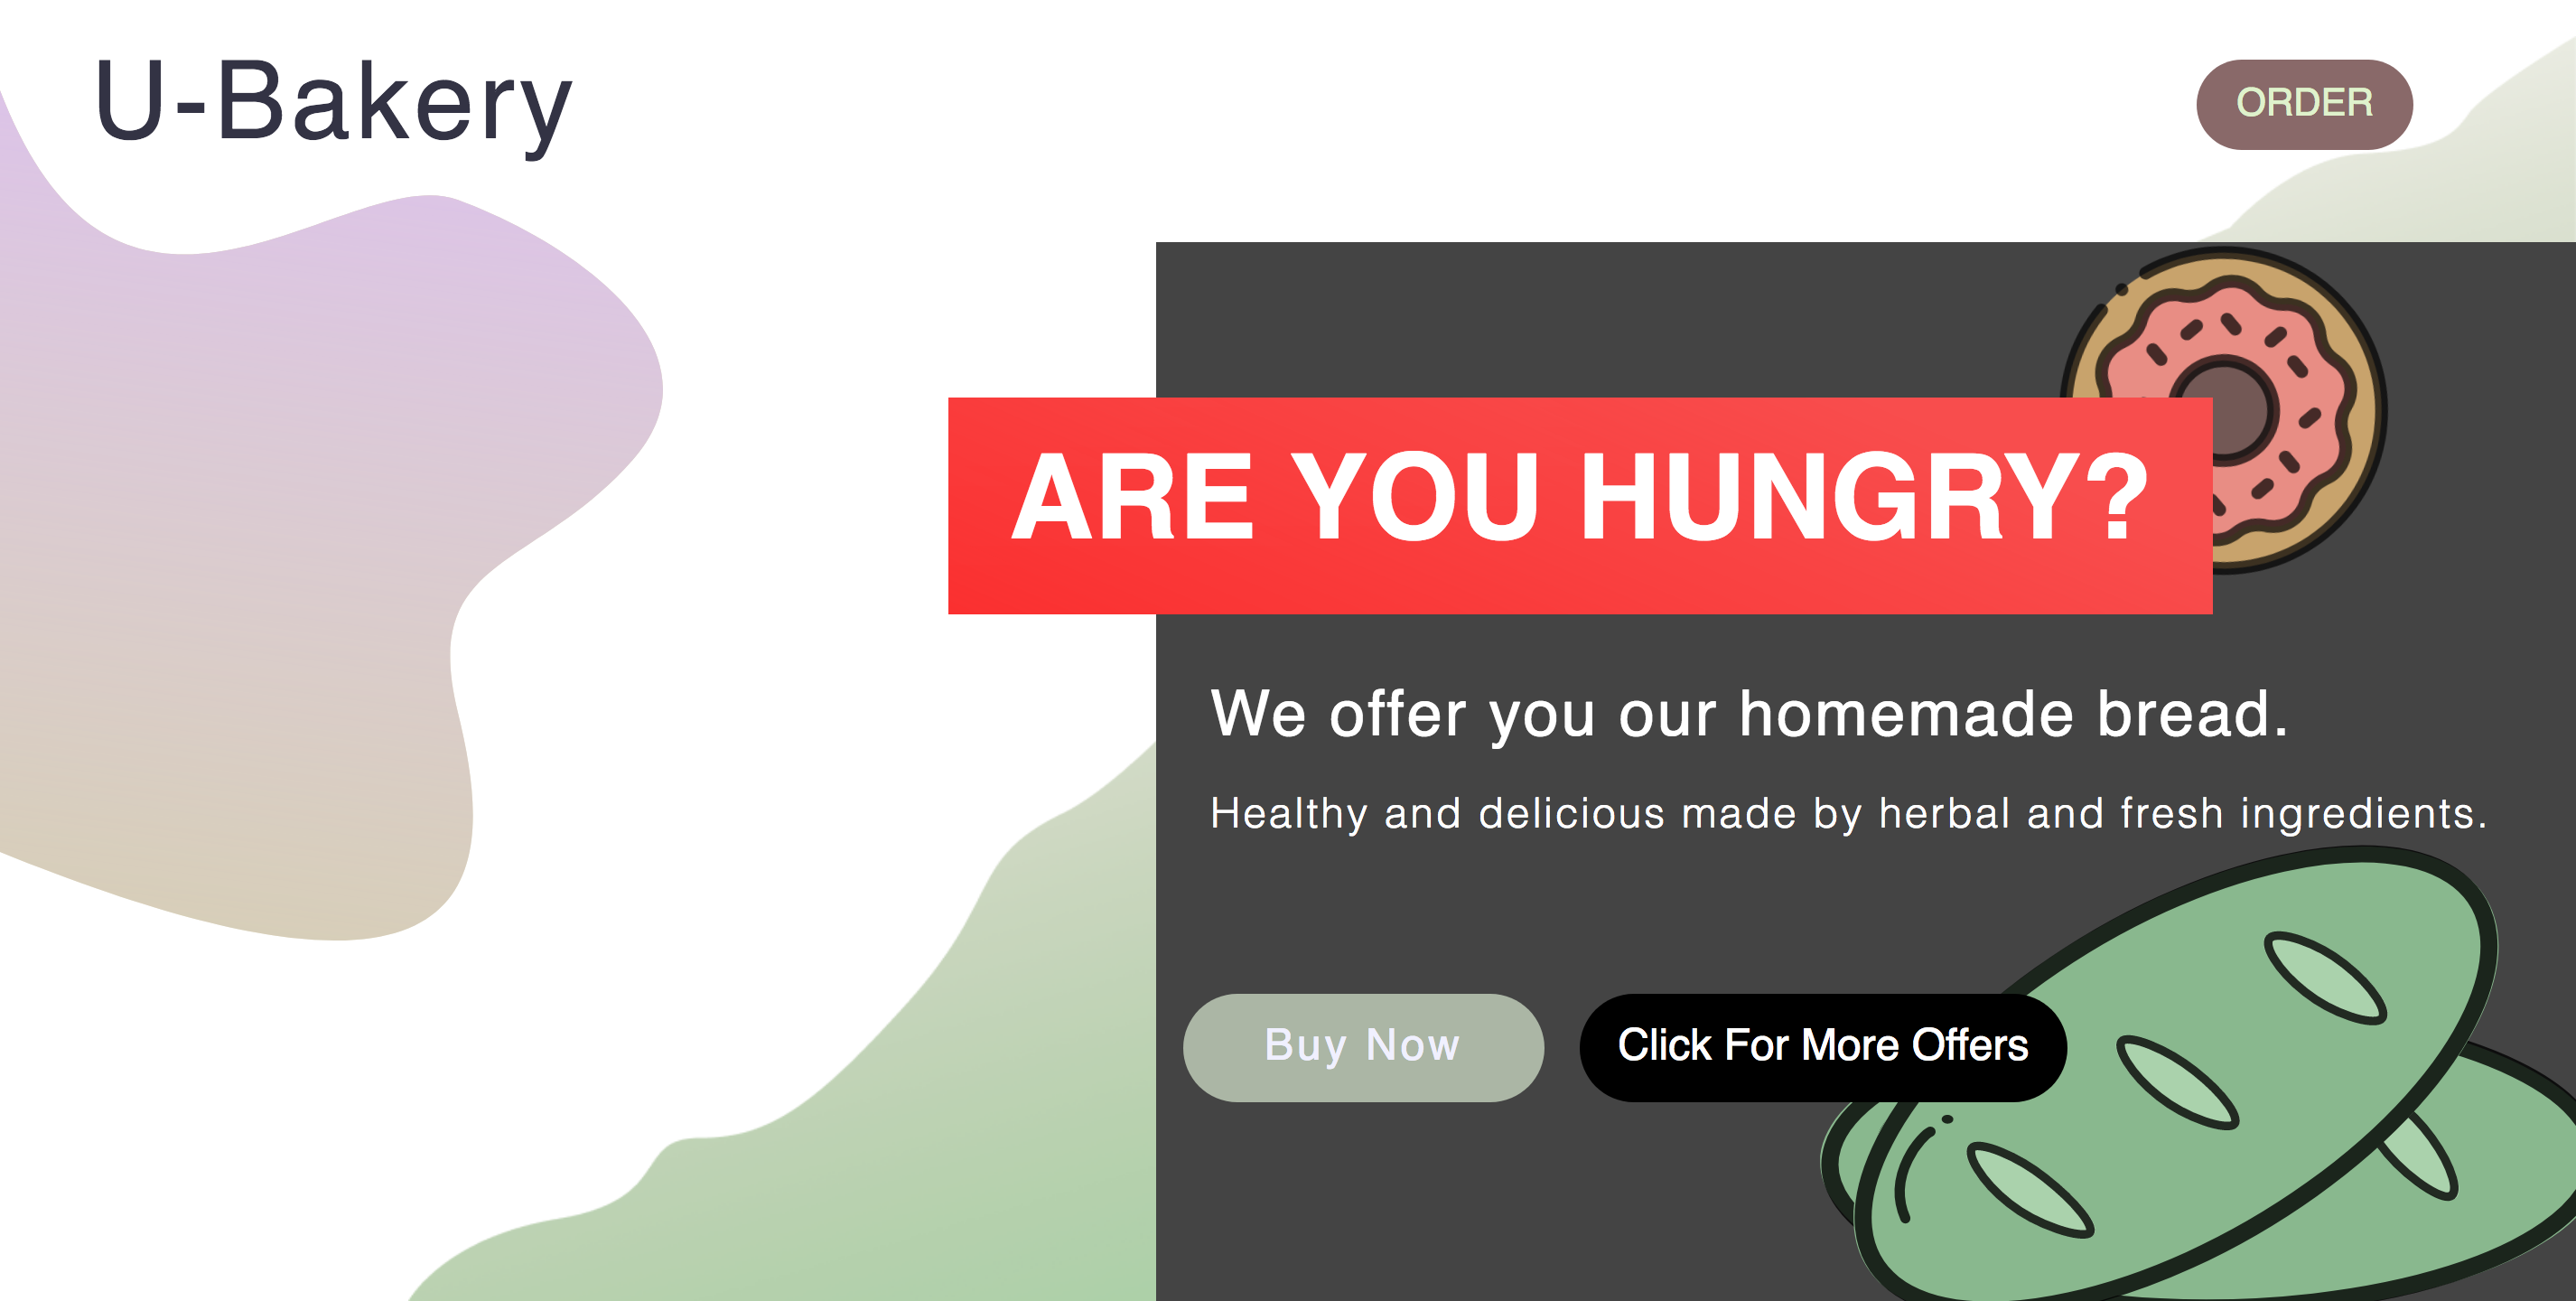 U-Bakery
ORDER
ARE YOU HUNGRY?
We offer you our homemade bread.
Healthy and delicious made by herbal and fresh ingredients.
Buy Now
Click For More Offers